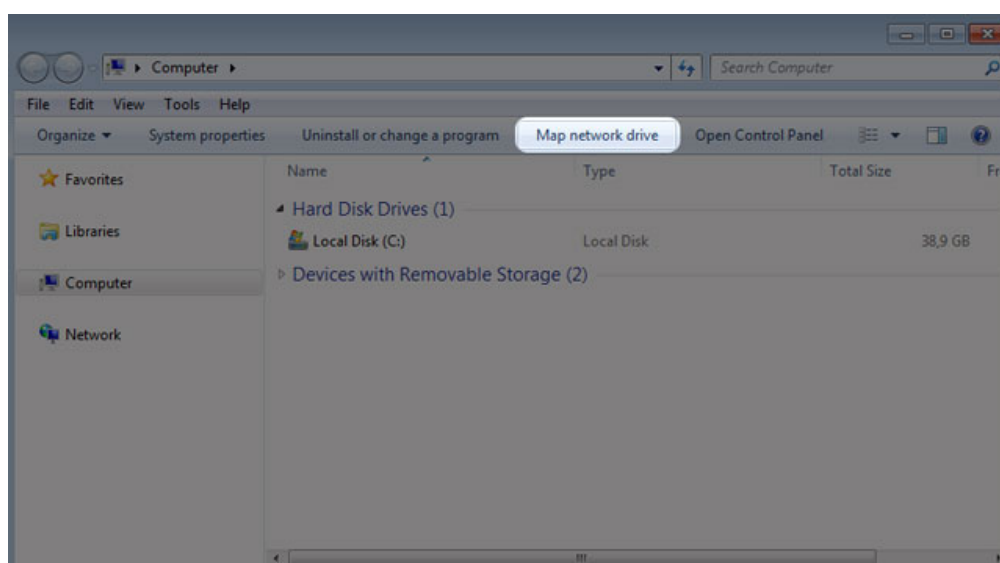 Computer
Search Computer
File Edit View Tools Help
Organize System properties Uninstall or change a program Map network drive Open Control Panel
Name Type Total Size
Favorites
Hard Disk Drives (1)
Libraries
Local Disk (C:) Local Disk 38,9 GB
Computer
Devices with Removable Storage (2)
Network